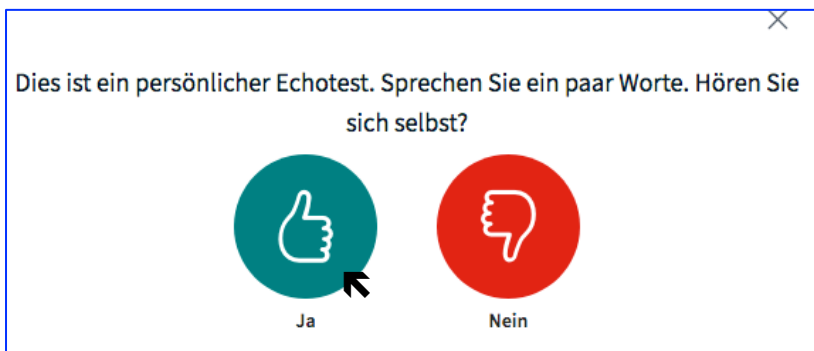 Dies ist ein persönlicher Echotest. Sprechen Sie ein paar Worte. Hören Sie
sich selbst?
Ja
Nein